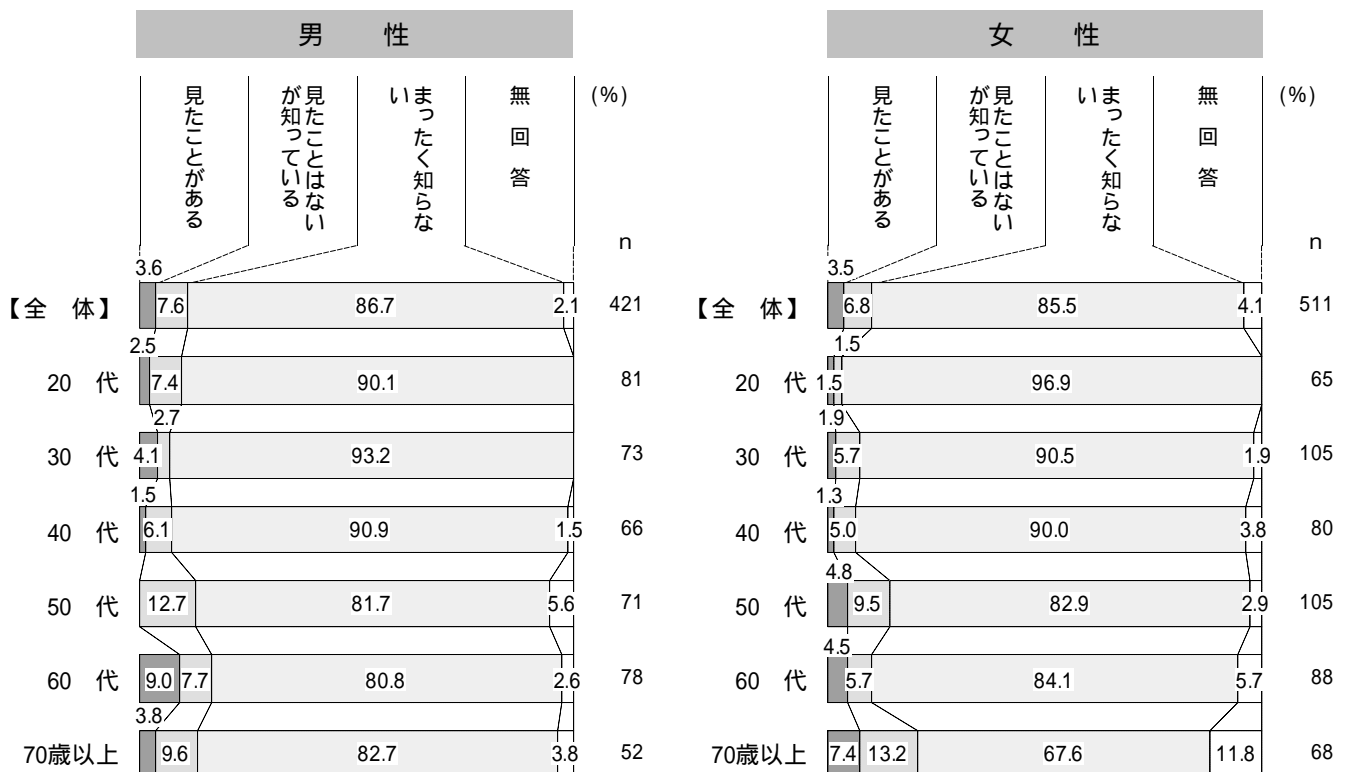 男 性
見たことがある
見たことはない
が知っている
まったく知らな
い
無回答
(%)
n
3.6
【全 体】 7.6 86.7 2.1 421
2.5
20 代 7.4 90.1 81
2.7
30 代 4.1 93.2 73
1.5
40 代 6.1 90.9 1.5 66
50 代 12.7 81.7 5.6 71
60 代 9.0 7.7 80.8 2.6 78
3.8
70歳以上 9.6 82.7 3.8 52
女 性
見たことがある
見たことはない
が知っている
まったく知らな
い
無回答
(%)
n
3.5
【全 体】 6.8 85.5 4.1 511
1.5
20 代 1.5 96.9 65
1.9
30 代 5.7 90.5 1.9 105
1.3
40 代 5.0 90.0 3.8 80
4.8
50 代 9.5 82.9 2.9 105
4.5
60 代 5.7 84.1 5.7 88
70歳以上 7.4 13.2 67.6 11.8 68